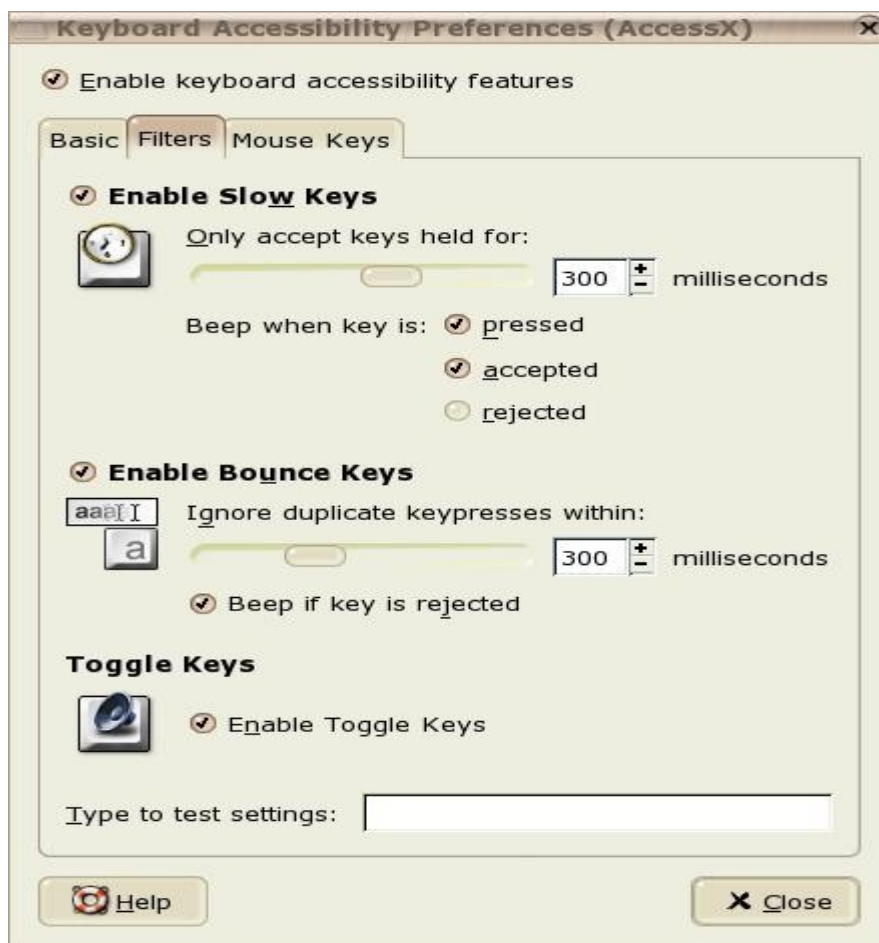 Keyboard Accessibility Preferences (AccessX)
Enable keyboard accessibility features
Basic Filters Mouse Keys
Enable Slow Keys
Only accept keys held for:
300 milliseconds
Beep when key is: pressed
accepted
rejected
Enable Bounce Keys
aaa
a
Ignore duplicate keypresses within:
300 milliseconds
Beep if key is rejected
Toggle Keys
Enable Toggle Keys
Type to test settings:
Help Close